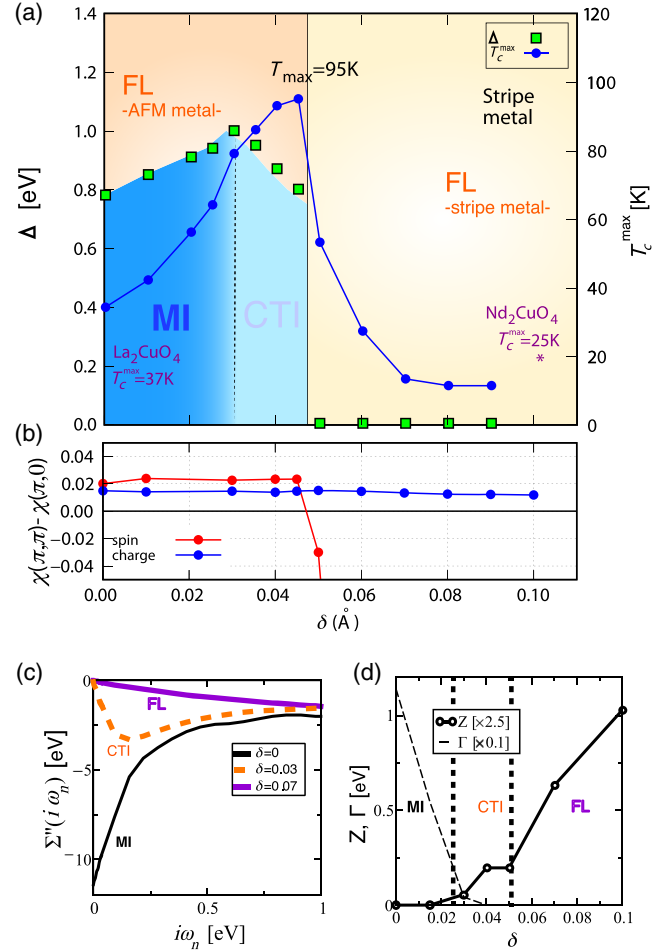 (a)
1.4
1.2
1.0
0.8
0.6
0.4
0.2
0.0
Δ [eV]
120
100
80
60
40
20
0
T_c^max [K]
Δ
T_c^max
FL
-AFM metal-
T_max=95K
Stripe
metal
FL
-stripe metal-
MI
CTI
La₂CuO₄
T_c^max=37K
Nd₂CuO₄
T_c^max=25K
*
(b)
0.04
0.02
0.00
−0.02
−0.04
χ(π,π)- χ(π,0)
spin
charge
0.00
0.02
0.04
0.06
0.08
0.10
δ (Å)
(c)
0
−5
−10
Σ''(i ω_n) [eV]
FL
CTI
MI
δ=0
δ=0.03
δ=0.07
0
0.5
1
iω_n [eV]
(d)
1
0.5
0
Z, Γ [eV]
Z [×2.5]
Γ [×0.1]
MI
CTI
FL
0
0.02
0.04
0.06
0.08
0.1
δ